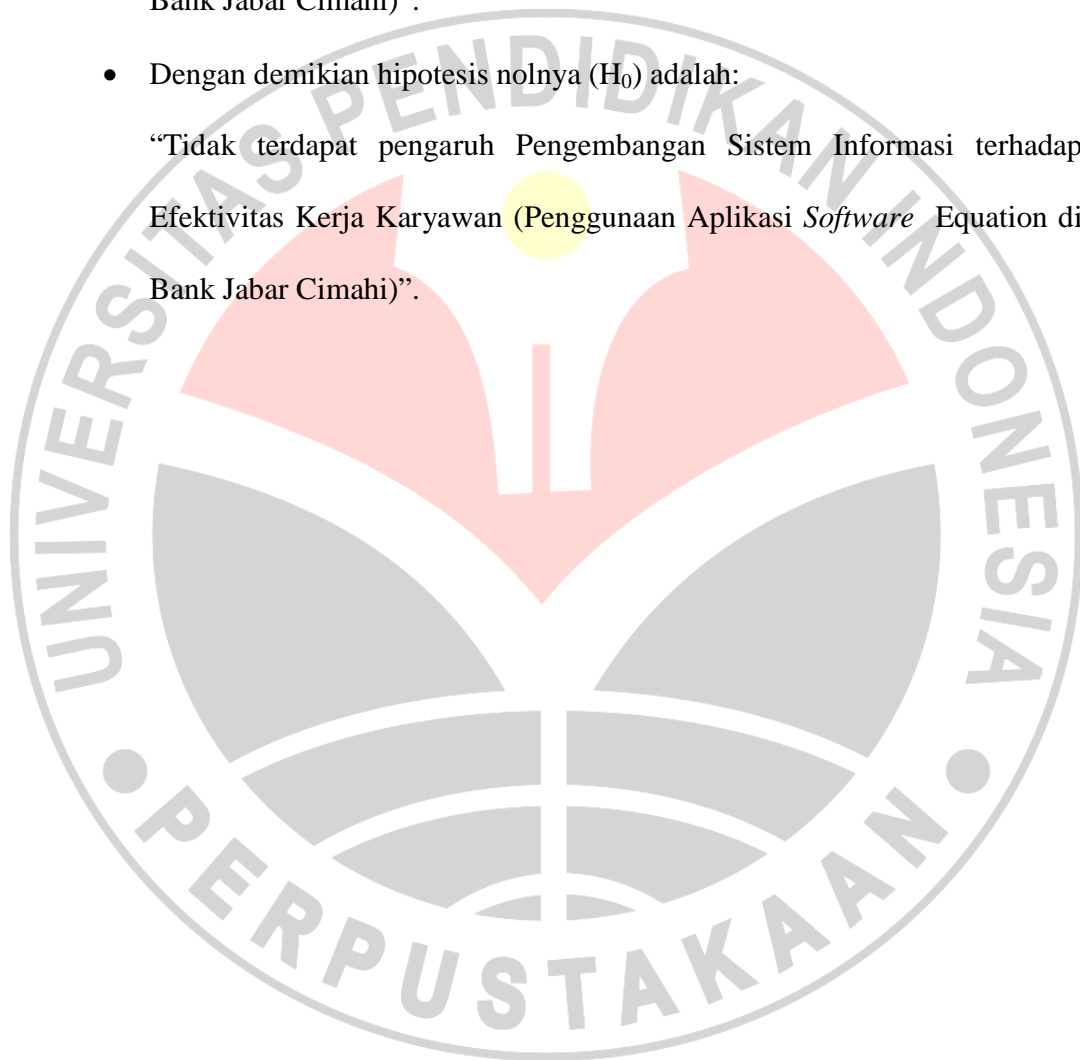 Bank Jabar Cimahi)".
• Dengan demikian hipotesis nolnya (H₀) adalah:
“Tidak terdapat pengaruh Pengembangan Sistem Informasi terhadap
Efektivitas Kerja Karyawan (Penggunaan Aplikasi Software Equation di
Bank Jabar Cimahi)”.
UNIVERSITAS PENDIDIKAN INDONESIA
PERPUSTAKAAN